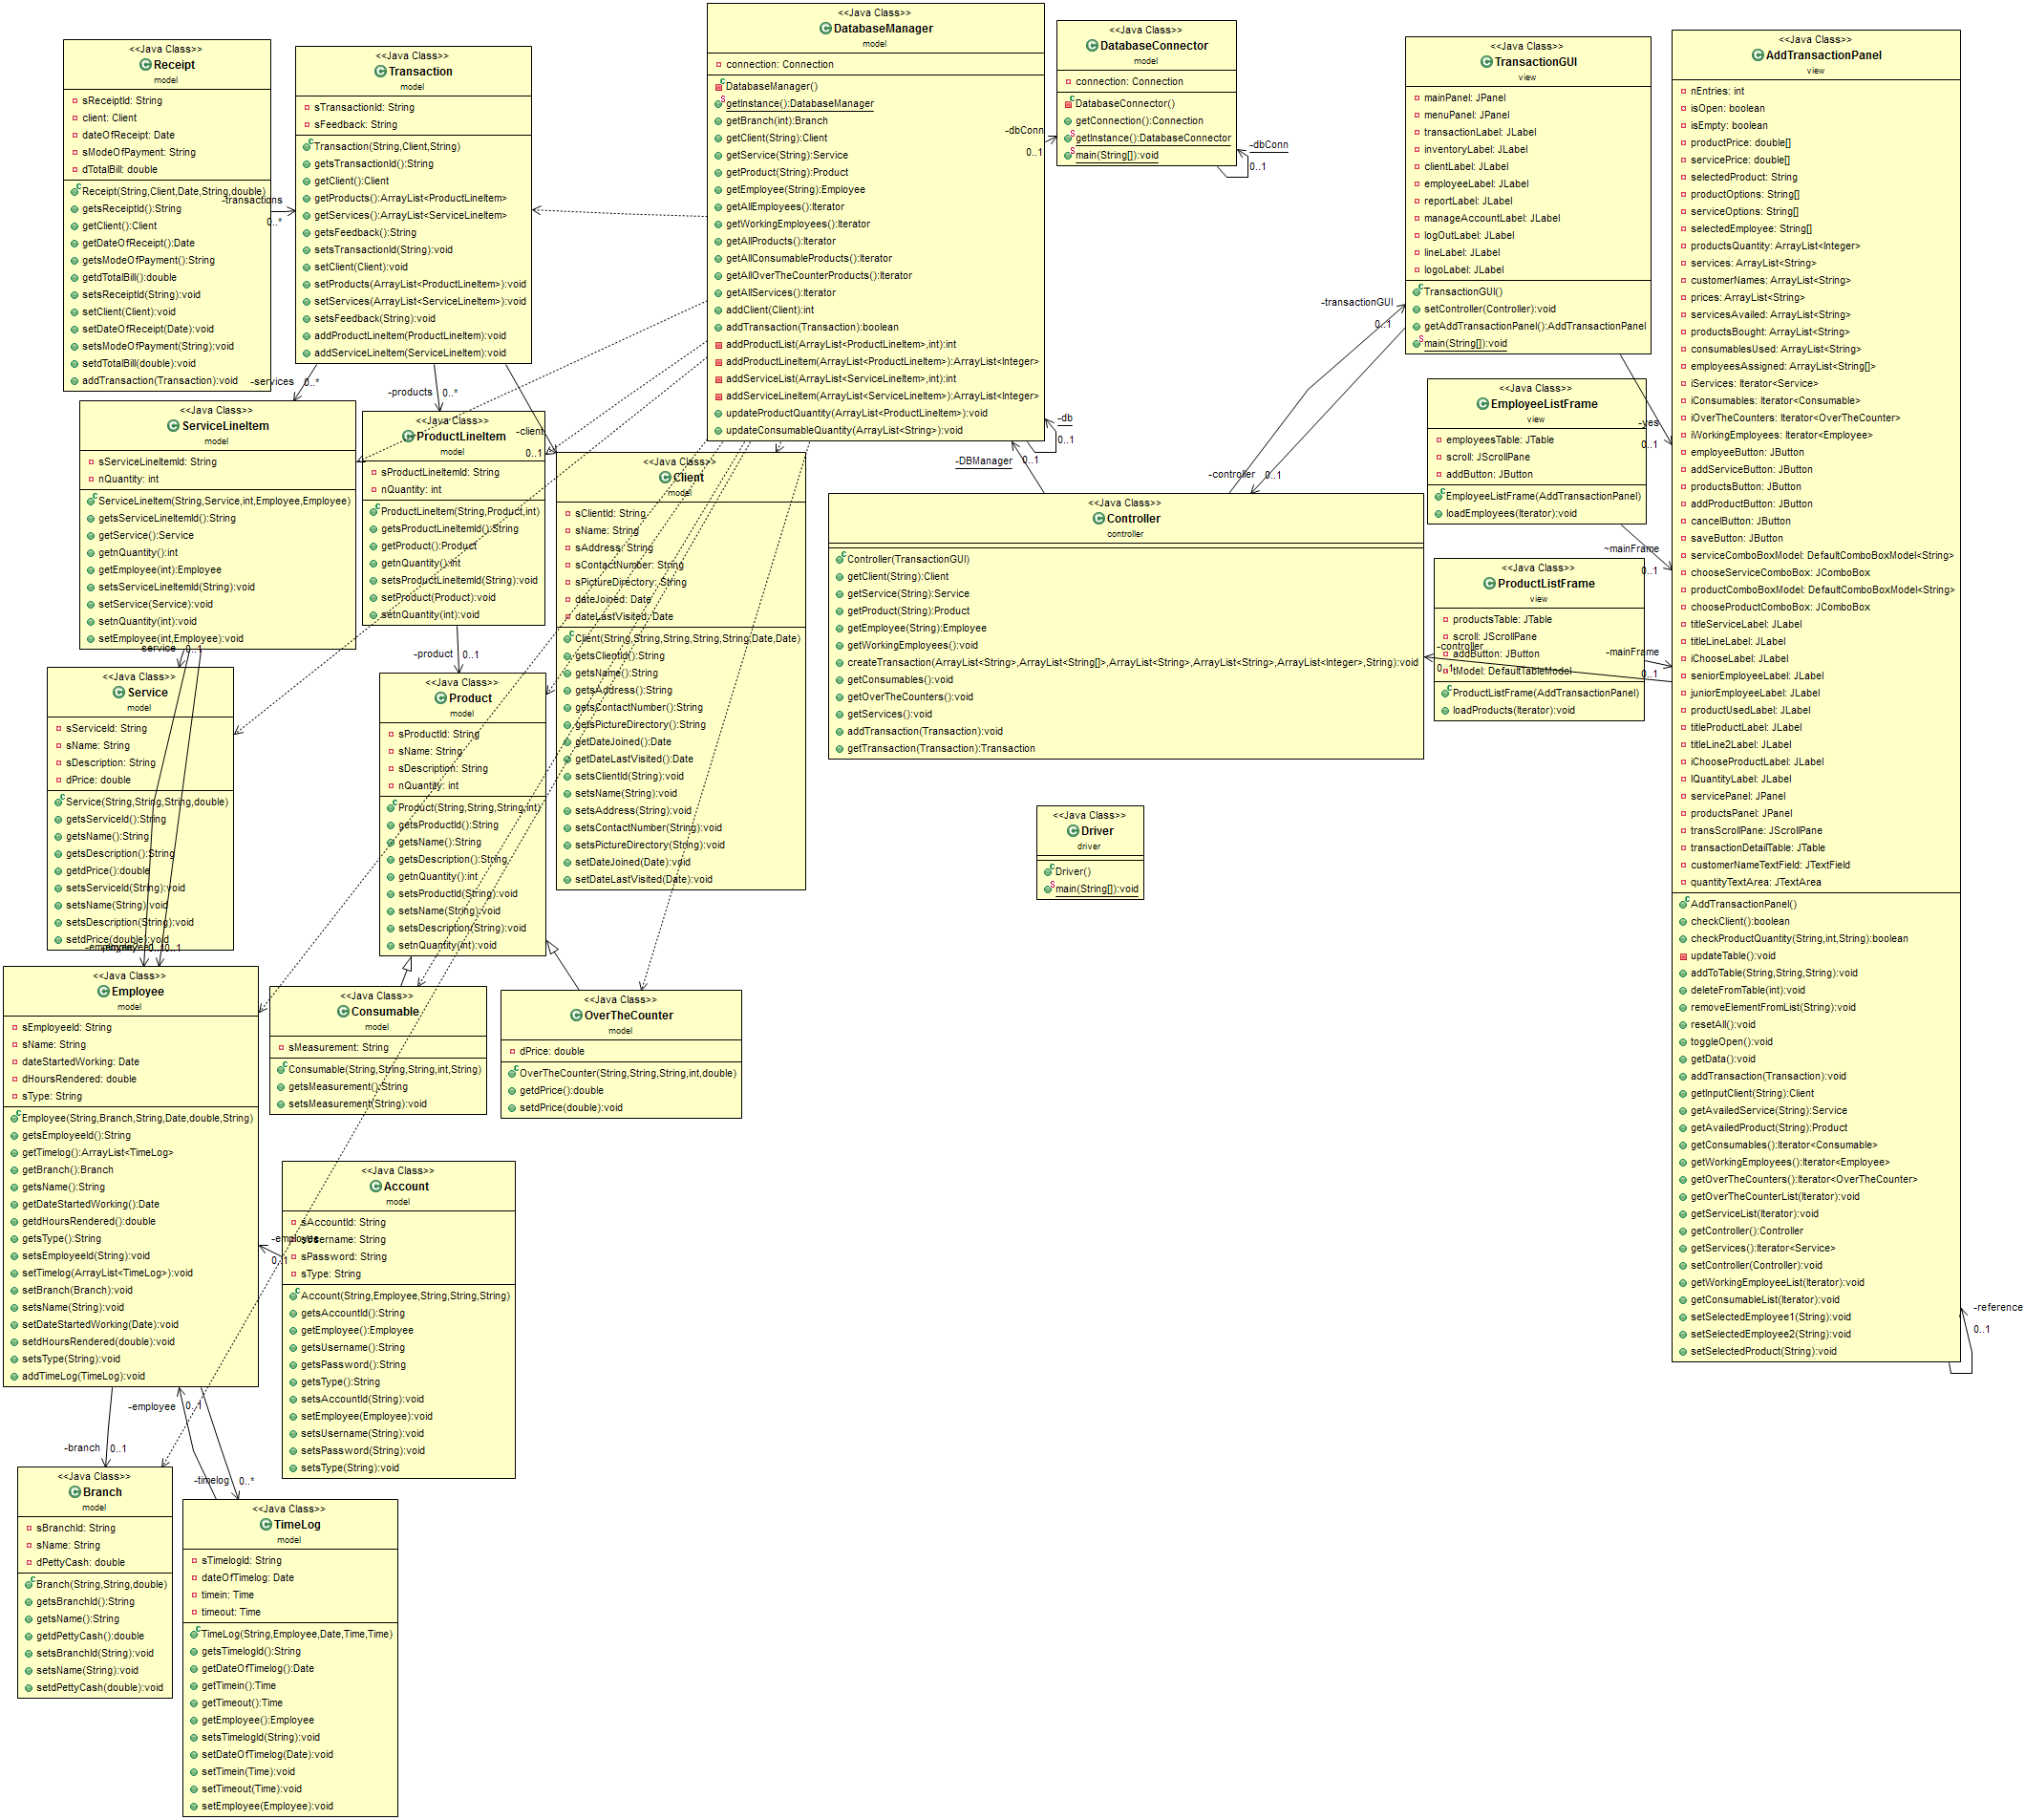 <<Java Class>>
Receipt
model
sReceiptId: String
client: Client
dateOfReceipt: Date
sModeOfPayment: String
dTotalBill: double
Receipt(String,Client,Date,String,double)
getsReceiptId():String
getClient():Client
getDateOfReceipt():Date
getsModeOfPayment():String
getdTotalBill():double
setsReceiptId(String):void
setClient(Client):void
setDateOfReceipt(Date):void
setsModeOfPayment(String):void
setdTotalBill(double):void
addTransaction(Transaction):void
-transactions
0..*
<<Java Class>>
Transaction
model
sTransactionId: String
sFeedback: String
Transaction(String,Client,String)
getsTransactionId():String
getClient():Client
getProducts():ArrayList<ProductLineItem>
getServices():ArrayList<ServiceLineItem>
getsFeedback():String
setsTransactionId(String):void
setClient(Client):void
setProducts(ArrayList<ProductLineItem>):void
setServices(ArrayList<ServiceLineItem>):void
setsFeedback(String):void
addProductLineItem(ProductLineItem):void
addServiceLineItem(ServiceLineItem):void
-services
0..*
-products
0..*
-client
0..1
<<Java Class>>
DatabaseManager
model
connection: Connection
DatabaseManager()
getInstance():DatabaseManager
getBranch(int):Branch
getClient(String):Client
getService(String):Service
getProduct(String):Product
getEmployee(String):Employee
getAllEmployees():Iterator
getWorkingEmployees():Iterator
getAllProducts():Iterator
getAllConsumableProducts():Iterator
getAllOverTheCounterProducts():Iterator
getAllServices():Iterator
addClient(Client):int
addTransaction(Transaction):boolean
addProductList(ArrayList<ProductLineItem>,int):int
addProductLineItem(ArrayList<ProductLineItem>):ArrayList<Integer>
addServiceList(ArrayList<ServiceLineItem>,int):int
addServiceLineItem(ArrayList<ServiceLineItem>):ArrayList<Integer>
updateProductQuantity(ArrayList<ProductLineItem>):void
updateConsumableQuantity(ArrayList<String>):void
-dbConn
0..1
-db
0..1
<<Java Class>>
DatabaseConnector
model
connection: Connection
DatabaseConnector()
getConnection():Connection
getInstance():DatabaseConnector
main(String[]):void
-dbConn
0..1
<<Java Class>>
TransactionGUI
view
mainPanel: JPanel
menuPanel: JPanel
transactionLabel: JLabel
inventoryLabel: JLabel
clientLabel: JLabel
employeeLabel: JLabel
reportLabel: JLabel
manageAccountLabel: JLabel
logOutLabel: JLabel
lineLabel: JLabel
logoLabel: JLabel
TransactionGUI()
setController(Controller):void
getAddTransactionPanel():AddTransactionPanel
main(String[]):void
-transactionGUI
0..1
-yes
0..1
<<Java Class>>
AddTransactionPanel
view
nEntries: int
isOpen: boolean
isEmpty: boolean
productPrice: double[]
servicePrice: double[]
selectedProduct: String
productOptions: String[]
serviceOptions: String[]
selectedEmployee: String[]
productsQuantity: ArrayList<Integer>
services: ArrayList<String>
customerNames: ArrayList<String>
prices: ArrayList<String>
servicesAvailed: ArrayList<String>
productsBought: ArrayList<String>
consumablesUsed: ArrayList<String>
employeesAssigned: ArrayList<String[]>
iServices: Iterator<Service>
iConsumables: Iterator<Consumable>
iOverTheCounters: Iterator<OverTheCounter>
iWorkingEmployees: Iterator<Employee>
employeeButton: JButton
addServiceButton: JButton
productsButton: JButton
addProductButton: JButton
cancelButton: JButton
saveButton: JButton
serviceComboBoxModel: DefaultComboBoxModel<String>
chooseServiceComboBox: JComboBox
productComboBoxModel: DefaultComboBoxModel<String>
chooseProductComboBox: JComboBox
titleServiceLabel: JLabel
titleLineLabel: JLabel
iChooseLabel: JLabel
seniorEmployeeLabel: JLabel
juniorEmployeeLabel: JLabel
productUsedLabel: JLabel
titleProductLabel: JLabel
titleLine2Label: JLabel
iChooseProductLabel: JLabel
lQuantityLabel: JLabel
servicePanel: JPanel
productsPanel: JPanel
transScrollPane: JScrollPane
transactionDetailTable: JTable
customerNameTextField: JTextField
quantityTextArea: JTextArea
AddTransactionPanel()
checkClient():boolean
checkProductQuantity(String,int,String):boolean
updateTable():void
addToTable(String,String,String):void
deleteFromTable(int):void
removeElementFromList(String):void
resetAll():void
toggleOpen():void
getData():void
addTransaction(Transaction):void
getInputClient(String):Client
getAvailedService(String):Service
getAvailedProduct(String):Product
getConsumables():Iterator<Consumable>
getWorkingEmployees():Iterator<Employee>
getOverTheCounters():Iterator<OverTheCounter>
getOverTheCounterList(Iterator):void
getServiceList(Iterator):void
getController():Controller
getServices():Iterator<Service>
setController(Controller):void
getWorkingEmployeeList(Iterator):void
getConsumableList(Iterator):void
setSelectedEmployee1(String):void
setSelectedEmployee2(String):void
setSelectedProduct(String):void
-reference
0..1
<<Java Class>>
EmployeeListFrame
view
employeesTable: JTable
scroll: JScrollPane
addButton: JButton
EmployeeListFrame(AddTransactionPanel)
loadEmployees(Iterator):void
~mainFrame
0..1
<<Java Class>>
ProductListFrame
view
productsTable: JTable
scroll: JScrollPane
addButton: JButton
tModel: DefaultTableModel
ProductListFrame(AddTransactionPanel)
loadProducts(Iterator):void
-mainFrame
0..1
-controller
0..1
<<Java Class>>
ServiceLineItem
model
sServiceLineItemId: String
nQuantity: int
ServiceLineItem(String,Service,int,Employee,Employee)
getsServiceLineItemId():String
getService():Service
getnQuantity():int
getEmployee(int):Employee
setsServiceLineItemId(String):void
setService(Service):void
setnQuantity(int):void
setEmployee(int,Employee):void
-service
0..1
<<Java Class>>
ProductLineItem
model
sProductLineItemId: String
nQuantity: int
ProductLineItem(String,Product,int)
getsProductLineItemId():String
getProduct():Product
getnQuantity():int
setsProductLineItemId(String):void
setProduct(Product):void
setnQuantity(int):void
-product
0..1
<<Java Class>>
Client
model
sClientId: String
sName: String
sAddress: String
sContactNumber: String
sPictureDirectory: String
dateJoined: Date
dateLastVisited: Date
Client(String,String,String,String,String,Date,Date)
getsClientId():String
getsName():String
getsAddress():String
getsContactNumber():String
getsPictureDirectory():String
getDateJoined():Date
getDateLastVisited():Date
setsClientId(String):void
setsName(String):void
setsAddress(String):void
setsContactNumber(String):void
setsPictureDirectory(String):void
setDateJoined(Date):void
setDateLastVisited(Date):void
-DBManager
0..1
-controller
0..1
<<Java Class>>
Controller
controller
Controller(TransactionGUI)
getClient(String):Client
getService(String):Service
getProduct(String):Product
getEmployee(String):Employee
getWorkingEmployees():void
createTransaction(ArrayList<String>,ArrayList<String[]>,ArrayList<String>,ArrayList<String>,ArrayList<Integer>,String):void
getConsumables():void
getOverTheCounters():void
getServices():void
addTransaction(Transaction):void
getTransaction(Transaction):Transaction
<<Java Class>>
Driver
driver
Driver()
main(String[]):void
<<Java Class>>
Service
model
sServiceId: String
sName: String
sDescription: String
dPrice: double
Service(String,String,String,double)
getsServiceId():String
getsName():String
getsDescription():String
getdPrice():double
setsServiceId(String):void
setsName(String):void
setsDescription(String):void
setdPrice(double):void
0..1
<<Java Class>>
Product
model
sProductId: String
sName: String
sDescription: String
nQuantity: int
Product(String,String,String,int)
getsProductId():String
getsName():String
getsDescription():String
getnQuantity():int
setsProductId(String):void
setsName(String):void
setsDescription(String):void
setnQuantity(int):void
<<Java Class>>
Employee
model
sEmployeeId: String
sName: String
dateStartedWorking: Date
dHoursRendered: double
sType: String
Employee(String,Branch,String,Date,double,String)
getsEmployeeId():String
getTimelog():ArrayList<TimeLog>
getBranch():Branch
getsName():String
getDateStartedWorking():Date
getdHoursRendered():double
getsType():String
setsEmployeeId(String):void
setTimelog(ArrayList<TimeLog>):void
setBranch(Branch):void
setsName(String):void
setDateStartedWorking(Date):void
setdHoursRendered(double):void
setsType(String):void
addTimeLog(TimeLog):void
<<Java Class>>
Consumable
model
sMeasurement: String
Consumable(String,String,String,int,String)
getsMeasurement():String
setsMeasurement(String):void
<<Java Class>>
OverTheCounter
model
dPrice: double
OverTheCounter(String,String,String,int,double)
getdPrice():double
setdPrice(double):void
-employee
0..1
<<Java Class>>
Account
model
sAccountId: String
sUsername: String
sPassword: String
sType: String
Account(String,Employee,String,String,String)
getsAccountId():String
getEmployee():Employee
getsUsername():String
getsPassword():String
getsType():String
setsAccountId(String):void
setEmployee(Employee):void
setsUsername(String):void
setsPassword(String):void
setsType(String):void
-employee
0..1
-branch
0..1
-timelog
0..*
<<Java Class>>
Branch
model
sBranchId: String
sName: String
dPettyCash: double
Branch(String,String,double)
getsBranchId():String
getsName():String
getdPettyCash():double
setsBranchId(String):void
setsName(String):void
setdPettyCash(double):void
<<Java Class>>
TimeLog
model
sTimelogId: String
dateOfTimelog: Date
timein: Time
timeout: Time
TimeLog(String,Employee,Date,Time,Time)
getsTimelogId():String
getDateOfTimelog():Date
getTimein():Time
getTimeout():Time
getEmployee():Employee
setsTimelogId(String):void
setDateOfTimelog(Date):void
setTimein(Time):void
setTimeout(Time):void
setEmployee(Employee):void